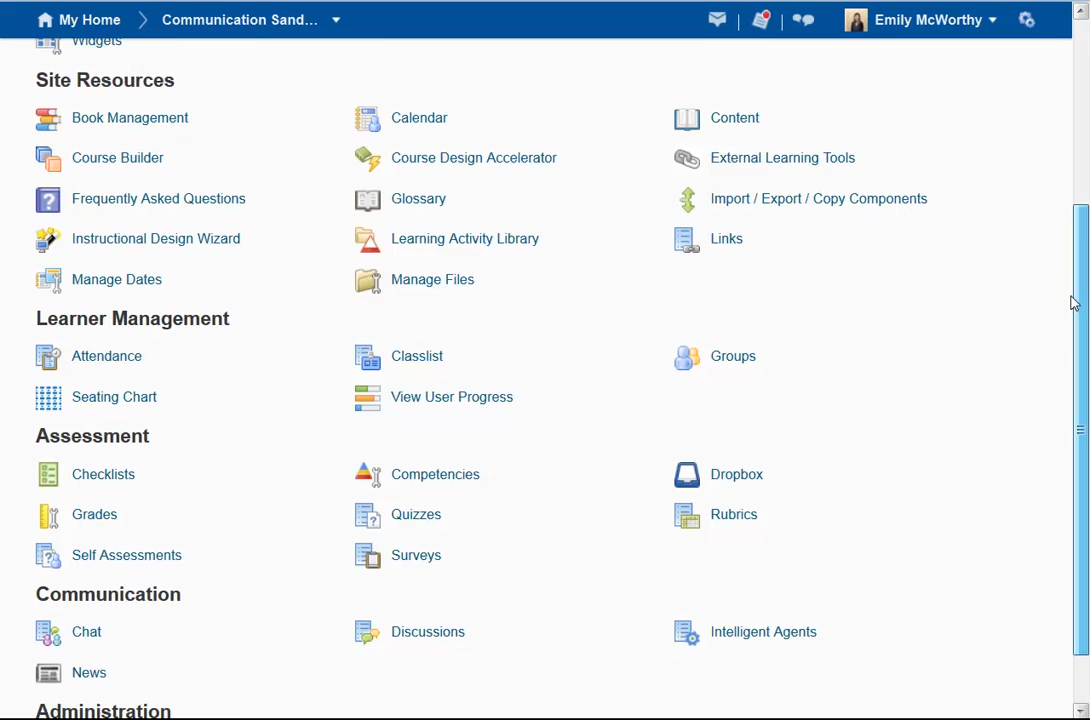 My Home Communication Sand... Emily McWorthy
Widgets
Site Resources
Book Management Calendar Content
Course Builder Course Design Accelerator External Learning Tools
Frequently Asked Questions Glossary Import / Export / Copy Components
Instructional Design Wizard Learning Activity Library Links
Manage Dates Manage Files
Learner Management
Attendance Classlist Groups
Seating Chart View User Progress
Assessment
Checklists Competencies Dropbox
Grades Quizzes Rubrics
Self Assessments Surveys
Communication
Chat Discussions Intelligent Agents
News
Administration